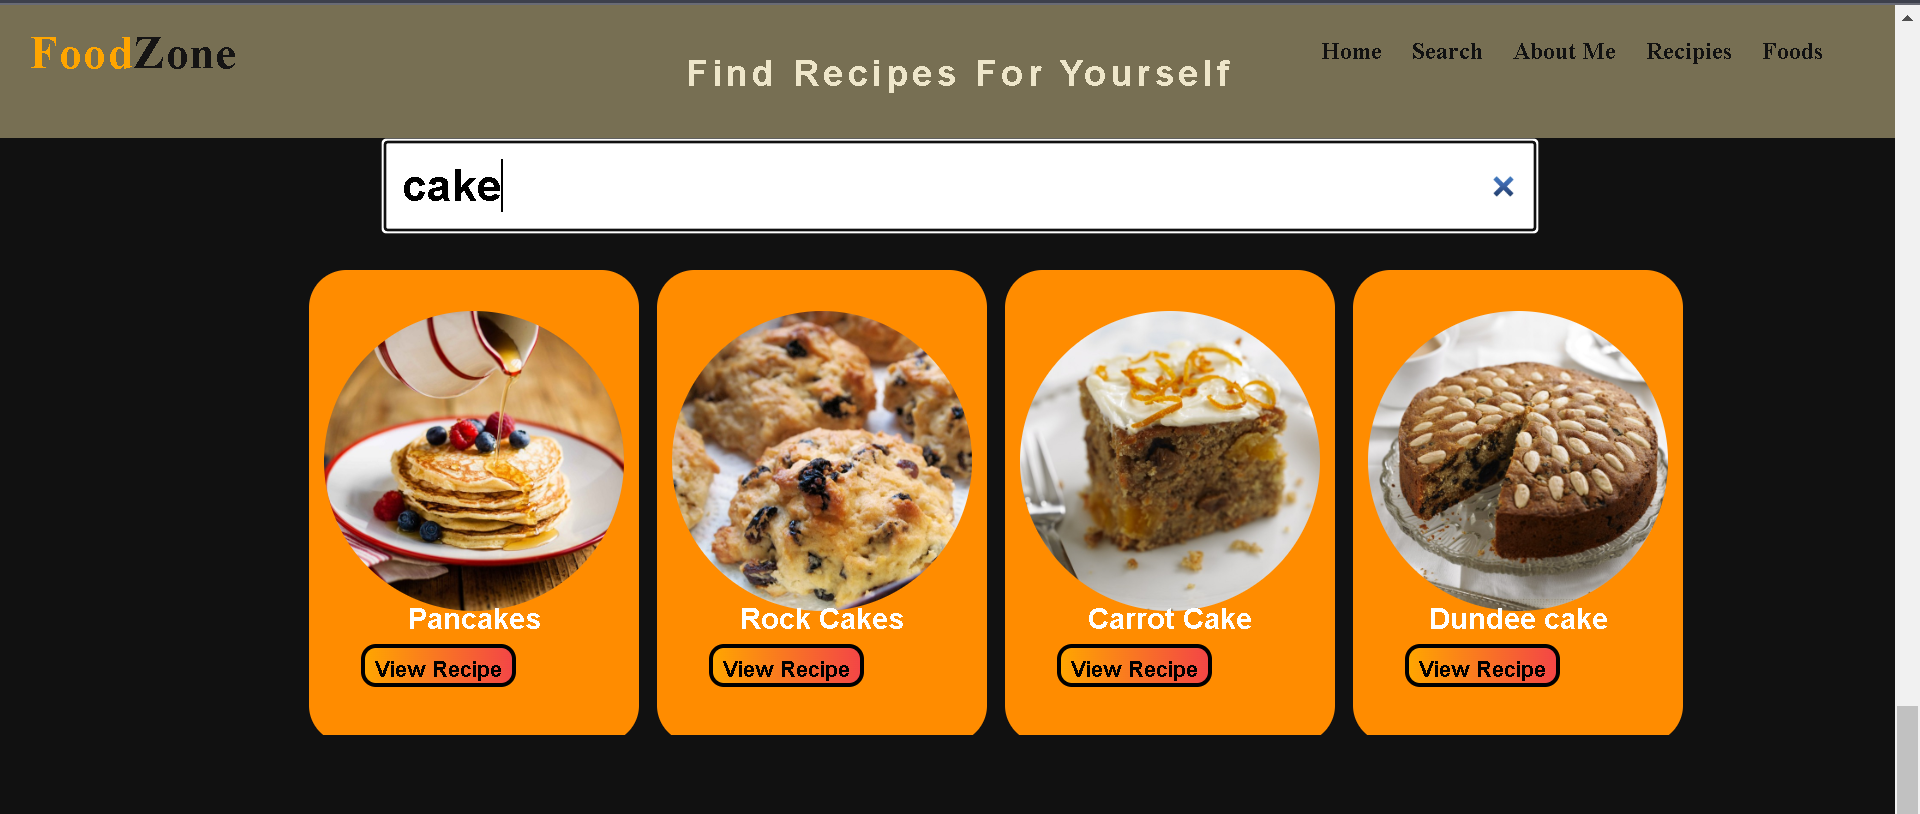 FoodZone
Find Recipes For Yourself
Home Search About Me Recipies Foods
cake
Pancakes
View Recipe
Rock Cakes
View Recipe
Carrot Cake
View Recipe
Dundee cake
View Recipe